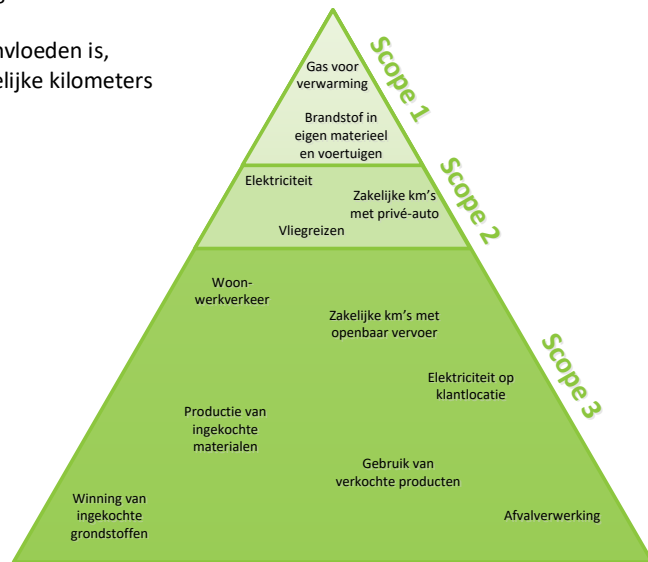 nvloeden is,
elijke kilometers
Gas voor
verwarming
Brandstof in
eigen materieel
en voertuigen
Scope 1
Elektriciteit
Zakelijke km's
met privé-auto
Vliegreizen
Scope 2
Woon-
werkverkeer
Zakelijke km's met
openbaar vervoer
Elektriciteit op
klantlocatie
Productie van
ingekochte
materialen
Gebruik van
verkochte producten
Winning van
ingekochte
grondstoffen
Afvalverwerking
Scope 3